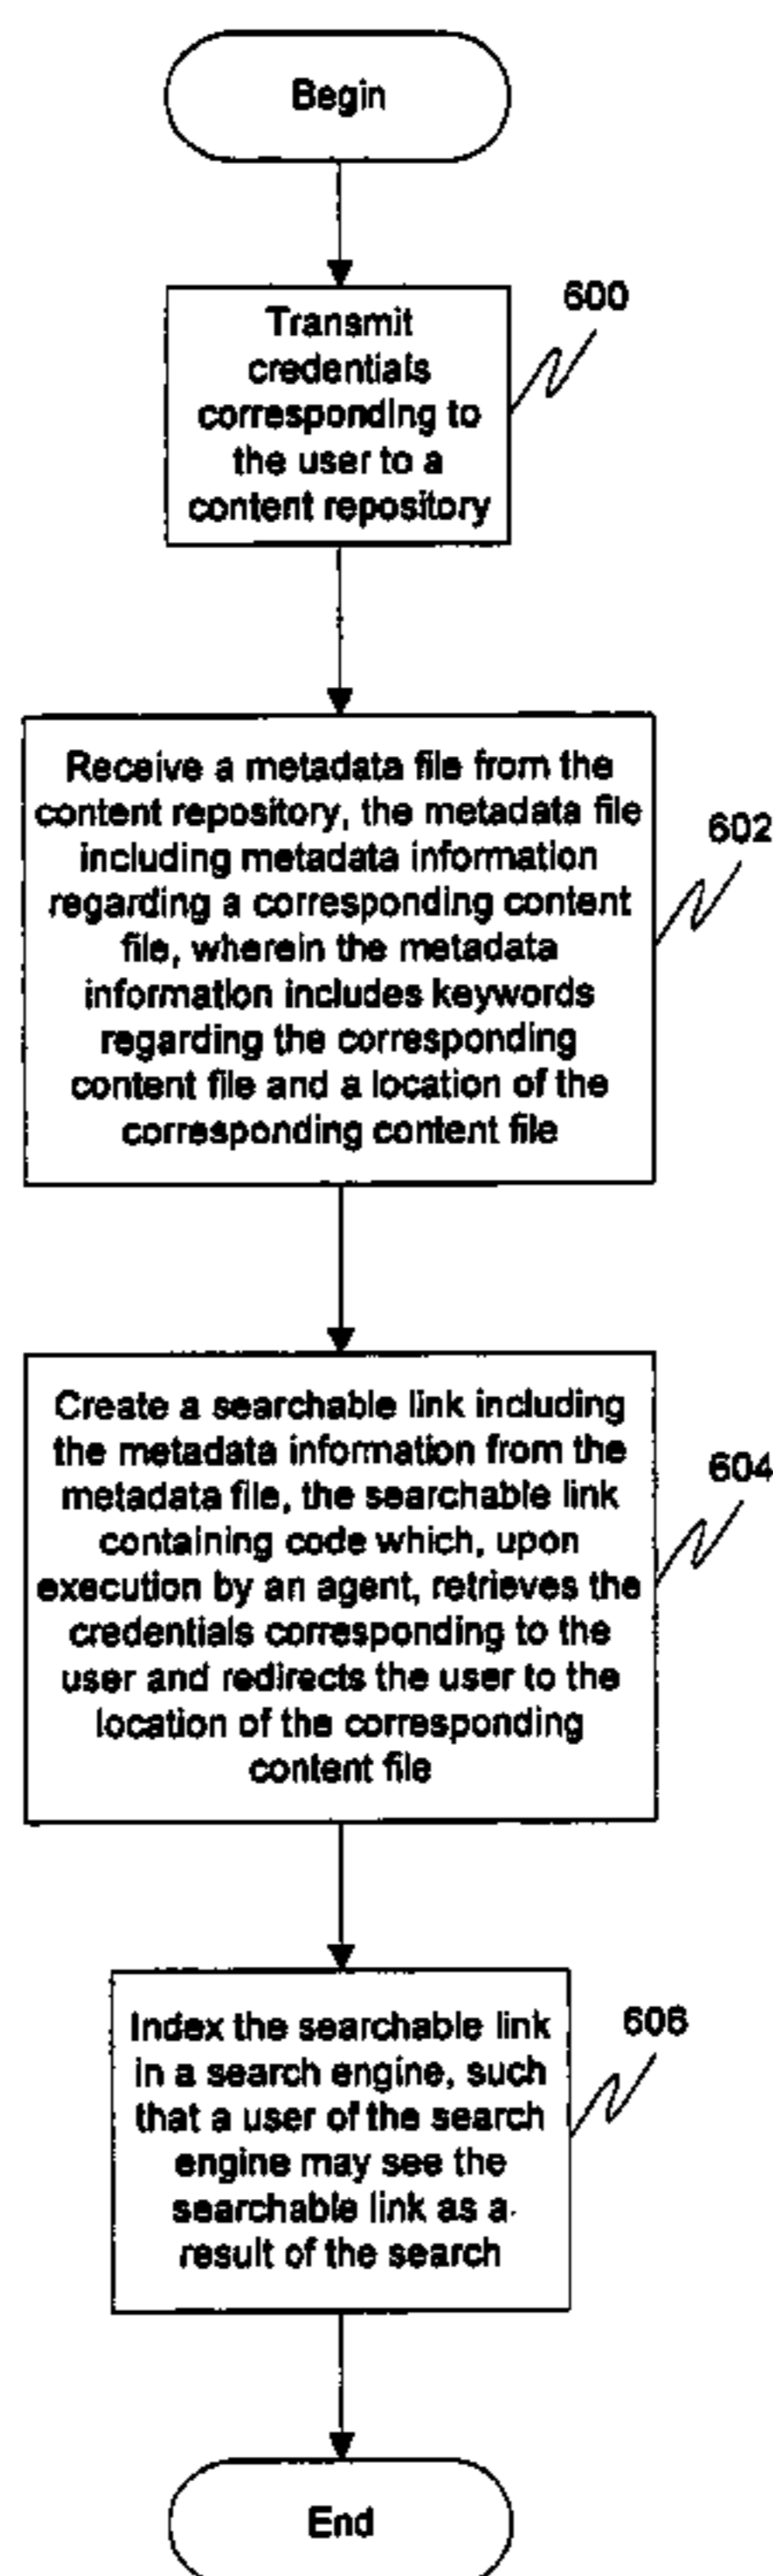 Begin
600
Transmit
credentials
corresponding to
the user to a
content repository
602
Receive a metadata file from the
content repository, the metadata file
including metadata information
regarding a corresponding content
file, wherein the metadata
information includes keywords
regarding the corresponding
content file and a location of the
corresponding content file
604
Create a searchable link including
the metadata information from the
metadata file, the searchable link
containing code which, upon
execution by an agent, retrieves the
credentials corresponding to the
user and redirects the user to the
location of the corresponding
content file
606
Index the searchable link
in a search engine, such
that a user of the search
engine may see the
searchable link as a
result of the search
End